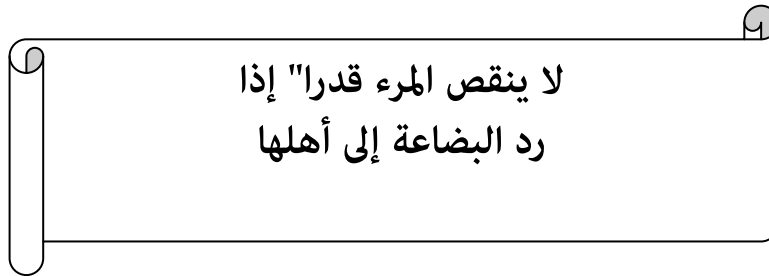 لا ينقص المرء قدرا" إذا
رد البضاعة إلى أهلها